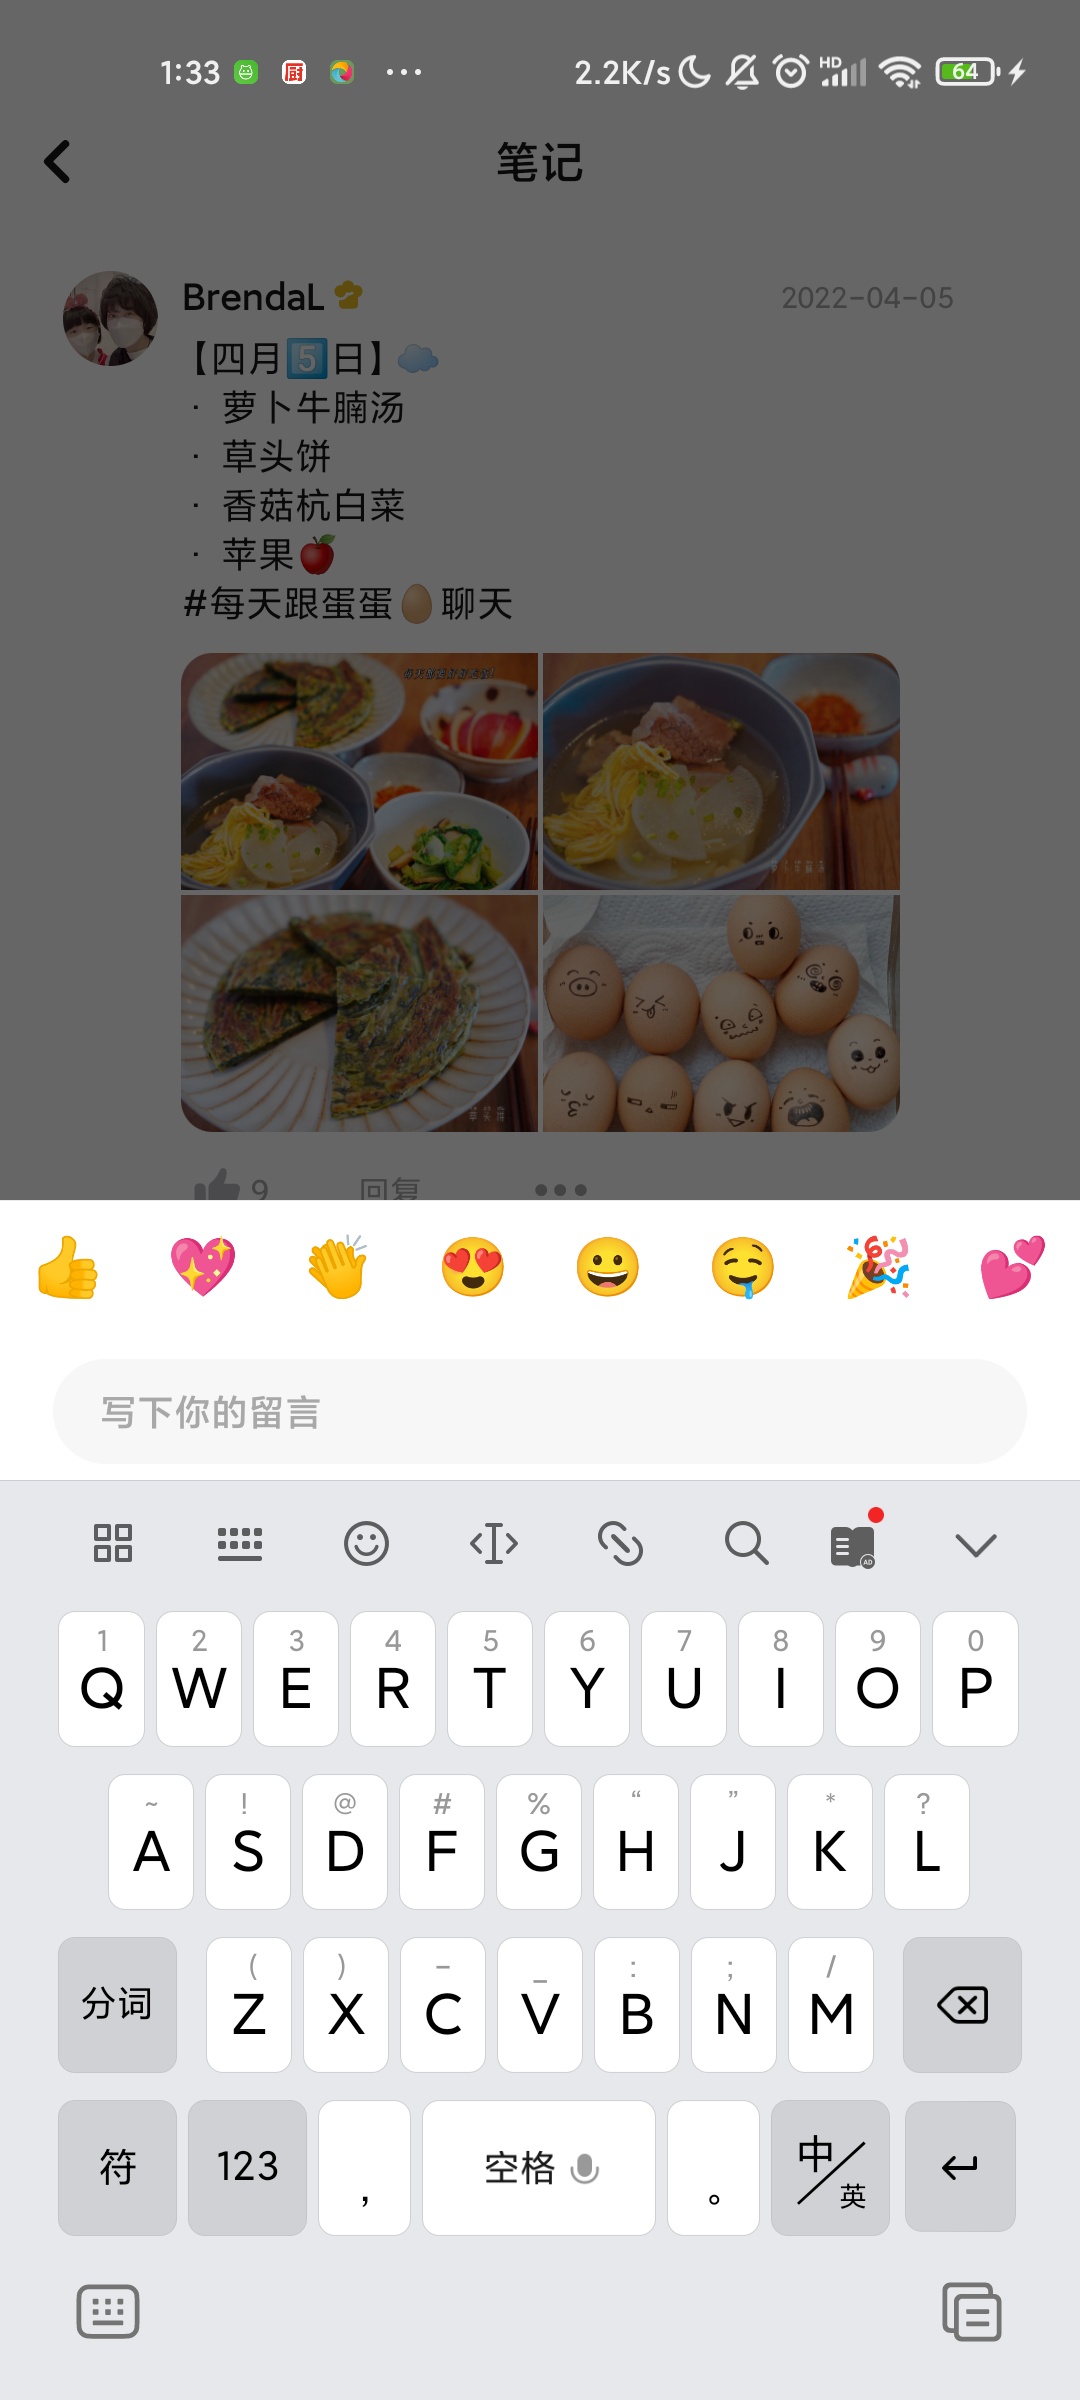 1:33
厨
2.2K/s
HD
64
笔记
BrendaL
2022-04-05
【四月5️⃣日】☁️
· 萝卜牛腩汤
· 草头饼
· 香菇杭白菜
· 苹果🍎
#每天跟蛋蛋🥚聊天
9
回复
写下你的留言
AD
1 2 3 4 5 6 7 8 9 0
Q W E R T Y U I O P
~ ! @ # % “ ” * ?
A S D F G H J K L
( ) - _ : ; /
分词 Z X C V B N M
符 123 , 空格 。 中/英